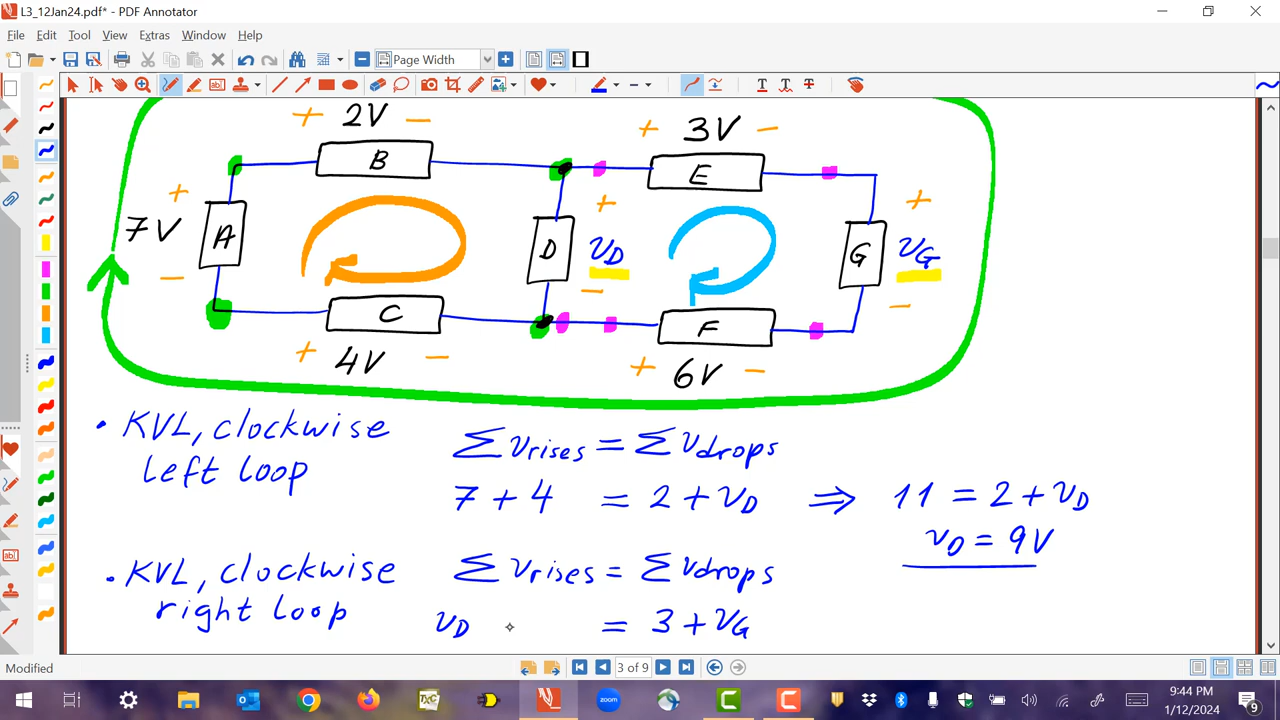 L3_12Jan24.pdf* - PDF Annotator
File Edit Tool View Extras Window Help
Page Width
+ 2V −
+ 3V −
B
E
+
7V A
−
+
D vD
−
+
G vG
−
C
F
+ 4V −
+ 6V −
• KVL, clockwise
left loop
Σ vrises = Σ vdrops
7 + 4 = 2 + vD ⇒ 11 = 2 + vD
vD = 9V
• KVL, clockwise
right loop
Σ vrises = Σ vdrops
vD = 3 + vG
Modified
3 of 9
9:44 PM
1/12/2024
9
zoom